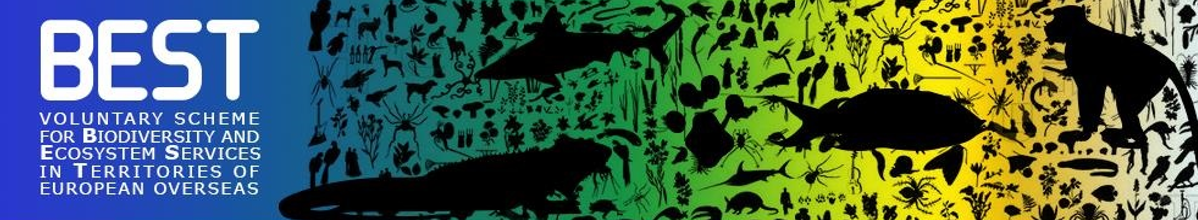 BEST
VOLUNTARY SCHEME
FOR BIODIVERSITY AND
ECOSYSTEM SERVICES
IN TERRITORIES OF
EUROPEAN OVERSEAS